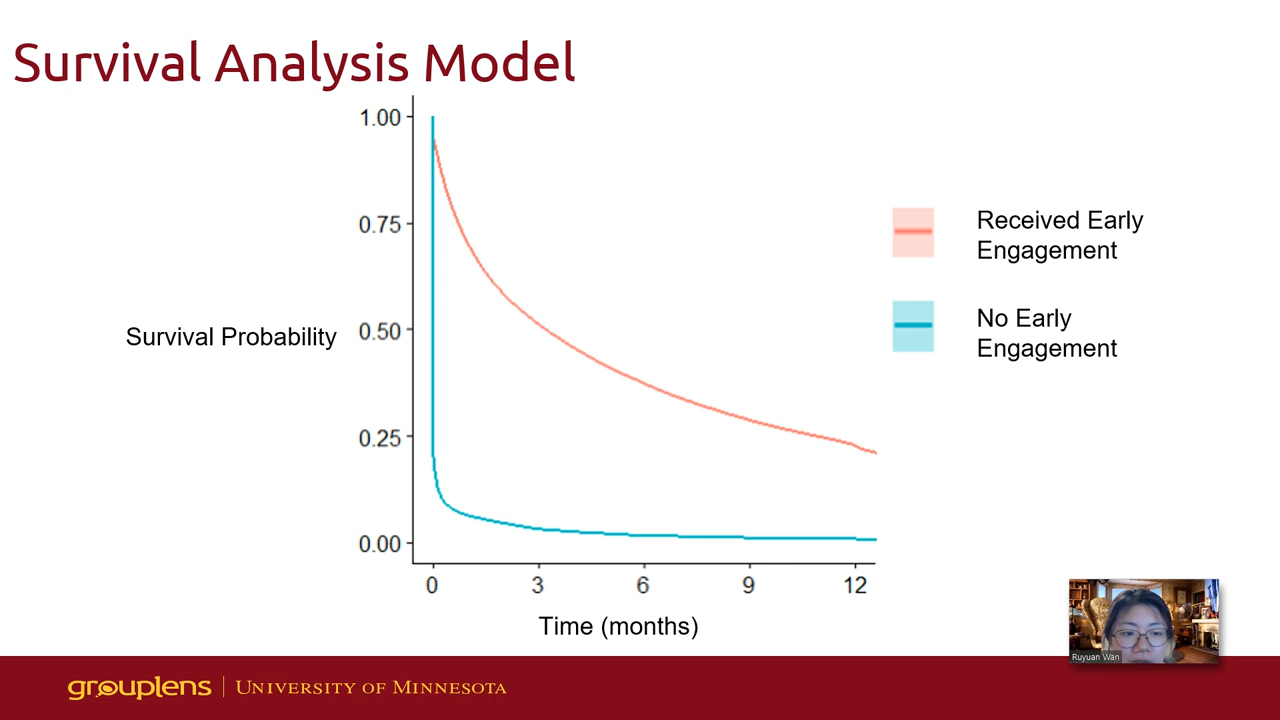 Survival Analysis Model
1.00
0.75
0.50
0.25
0.00
Survival Probability
0
3
6
9
12
Time (months)
Received Early
Engagement
No Early
Engagement
Ruyuan Wan
grouplens
UNIVERSITY OF MINNESOTA